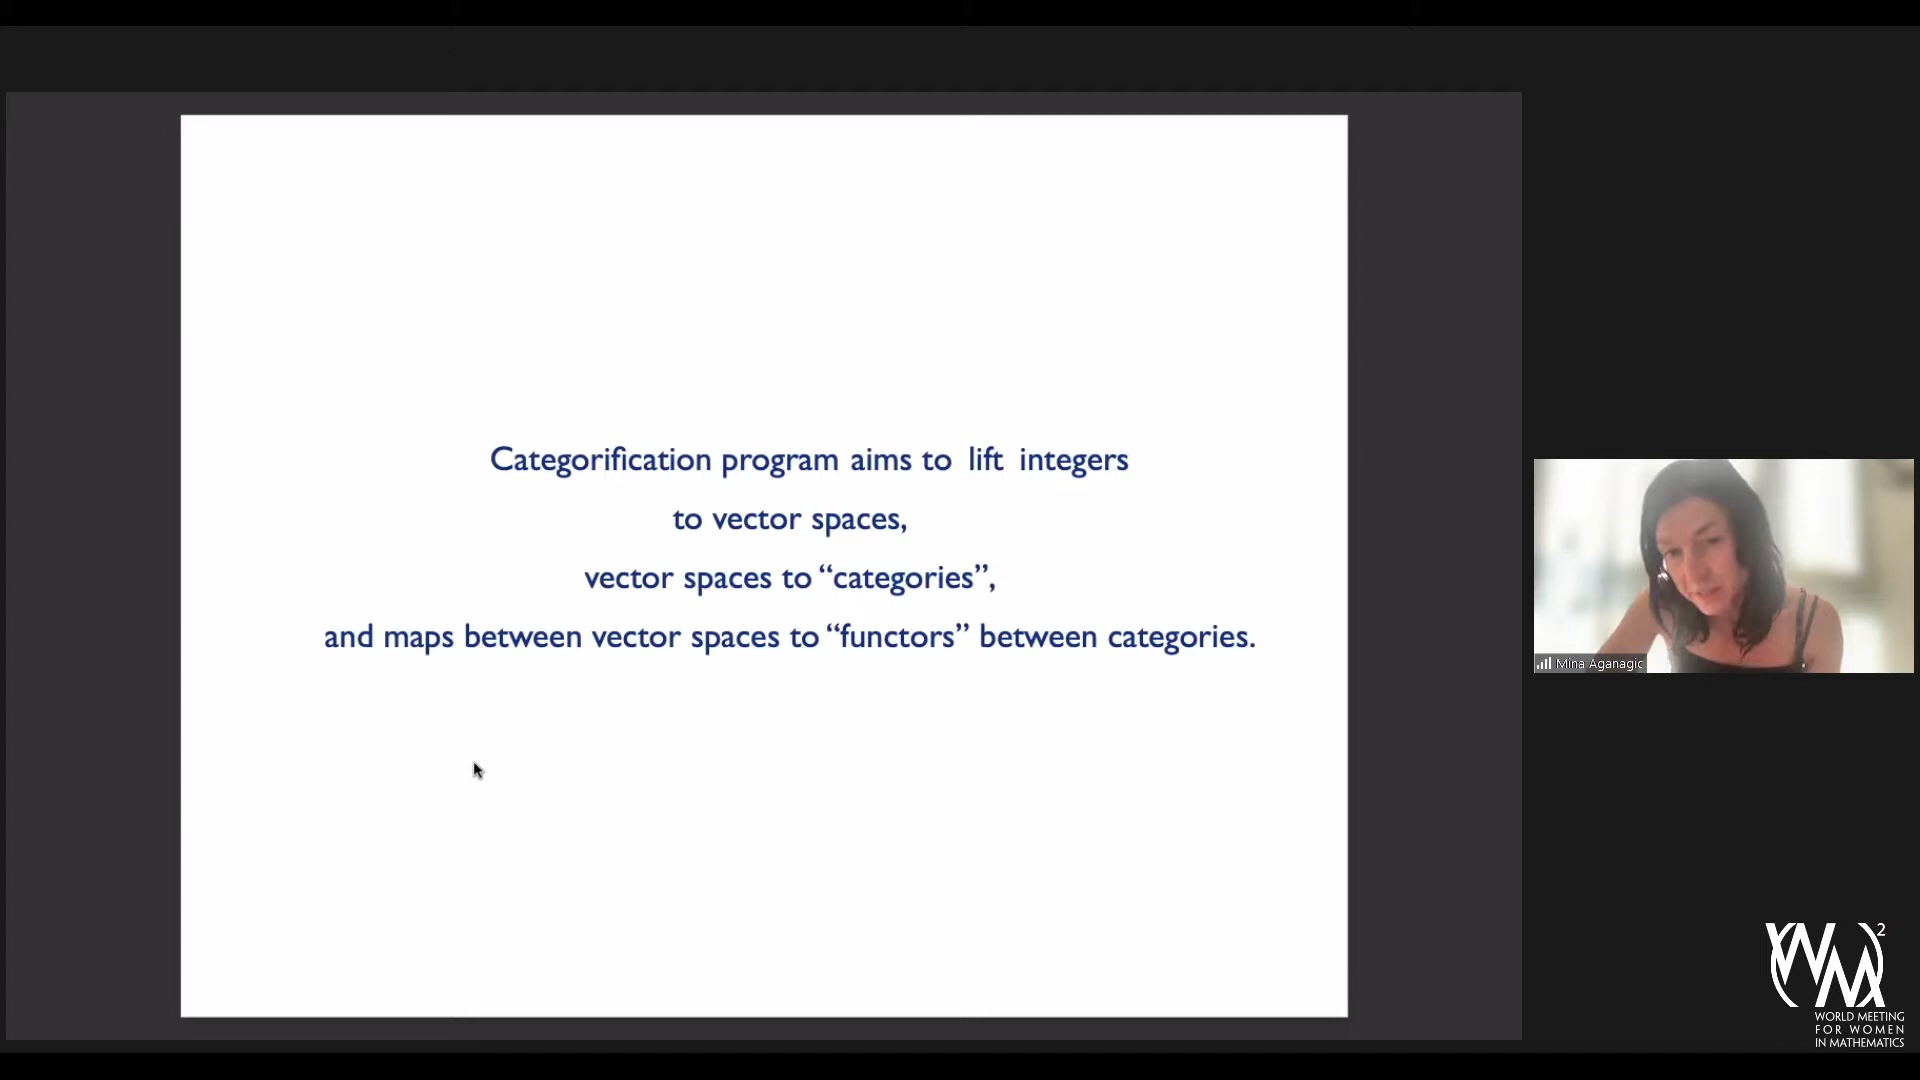 Categorification program aims to lift integers
to vector spaces,
vector spaces to “categories”,
and maps between vector spaces to “functors” between categories.
Mina Aganagic
WM 2
WORLD MEETING
FOR WOMEN
IN MATHEMATICS